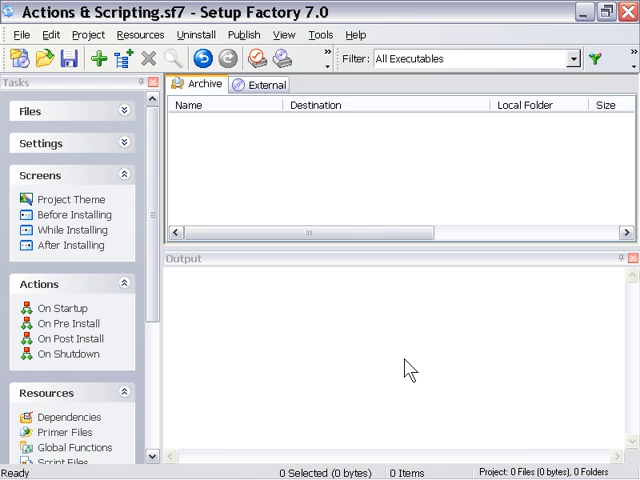 Actions & Scripting.sf7 - Setup Factory 7.0
File Edit Project Resources Uninstall Publish View Tools Help
Filter: All Executables
Tasks
Archive External
Name Destination Local Folder Size
Files
Settings
Screens
Project Theme
Before Installing
While Installing
After Installing
Output
Actions
On Startup
On Pre Install
On Post Install
On Shutdown
Resources
Dependencies
Primer Files
Global Functions
Script Files
Ready 0 Selected (0 bytes) 0 Items Project: 0 Files (0 bytes), 0 Folders